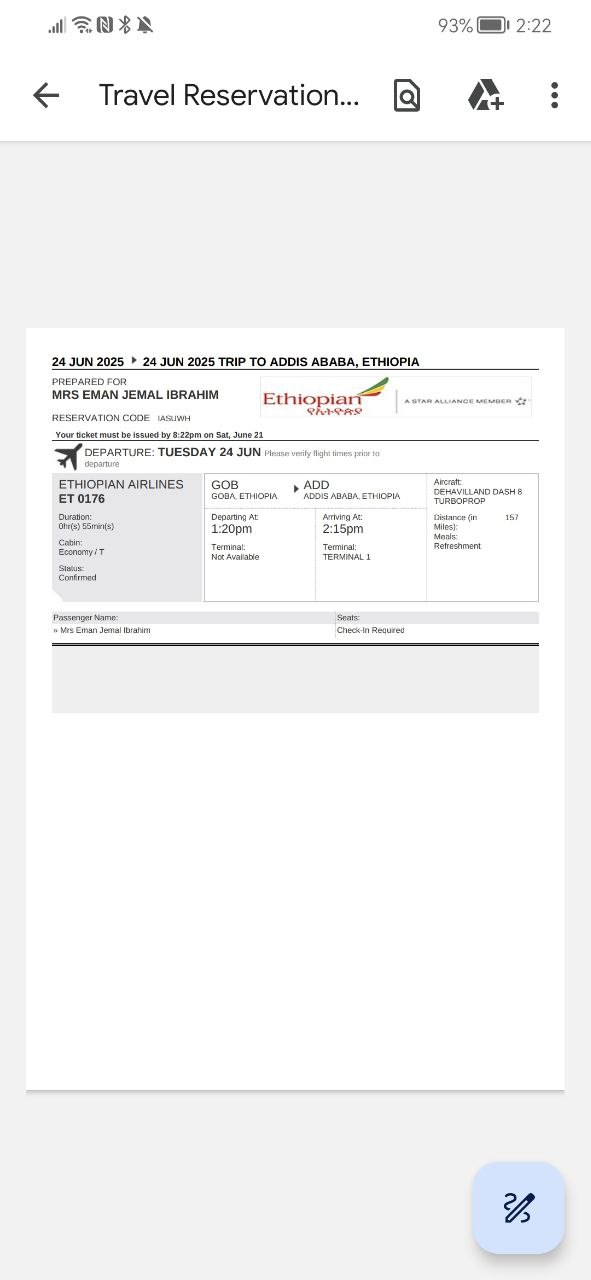 93% 2:22
Travel Reservation...
24 JUN 2025 24 JUN 2025 TRIP TO ADDIS ABABA, ETHIOPIA
PREPARED FOR
MRS EMAN JEMAL IBRAHIM
Ethiopian
የኢትዮጵያ
A STAR ALLIANCE MEMBER
RESERVATION CODE IASUWH
Your ticket must be issued by 8:22pm on Sat, June 21
DEPARTURE: TUESDAY 24 JUN Please verify flight times prior to
departure
ETHIOPIAN AIRLINES
ET 0176
Duration:
0hr(s) 55min(s)
Cabin:
Economy / T
Status:
Confirmed
GOB
GOBA, ETHIOPIA
ADD
ADDIS ABABA, ETHIOPIA
Departing At:
1:20pm
Terminal:
Not Available
Arriving At:
2:15pm
Terminal:
TERMINAL 1
Aircraft:
DEHAVILLAND DASH 8
TURBOPROP
Distance (in 157
Miles):
Meals:
Refreshment
Passenger Name: Seats:
» Mrs Eman Jemal Ibrahim Check-In Required